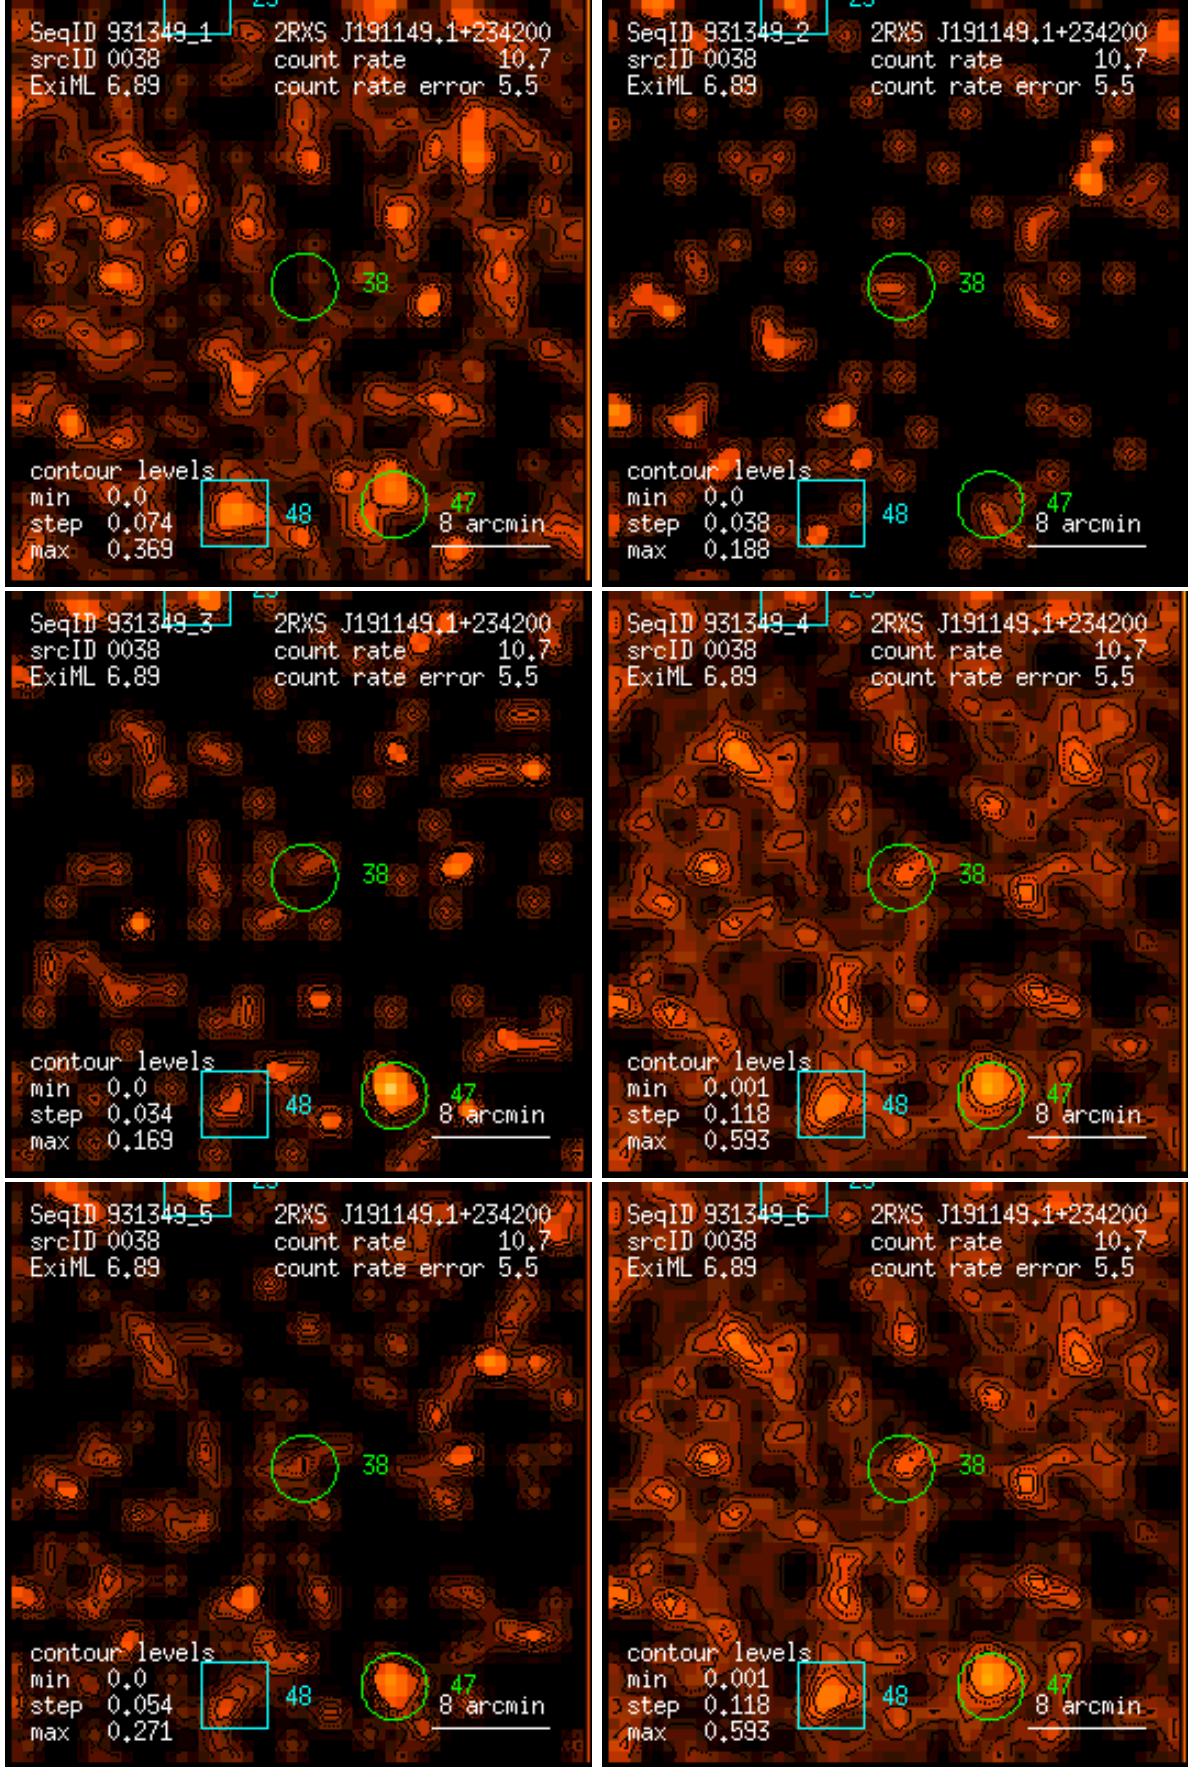 SeqID 931349_1 2RXS J191149.1+234200
srcID 0038 count rate 10.7
ExiML 6.89 count rate error 5.5
38
contour levels
min 0.0
48 47
step 0.074 8 arcmin
max 0.369
SeqID 931349_2 2RXS J191149.1+234200
srcID 0038 count rate 10.7
ExiML 6.89 count rate error 5.5
38
contour levels
min 0.0
48 47
step 0.038 8 arcmin
max 0.188
SeqID 931349_3 2RXS J191149.1+234200
srcID 0038 count rate 10.7
ExiML 6.89 count rate error 5.5
38
contour levels
min 0.0
48 47
step 0.034 8 arcmin
max 0.169
SeqID 931349_4 2RXS J191149.1+234200
srcID 0038 count rate 10.7
ExiML 6.89 count rate error 5.5
38
contour levels
min 0.001
48 47
step 0.118 8 arcmin
max 0.593
SeqID 931349_5 2RXS J191149.1+234200
srcID 0038 count rate 10.7
ExiML 6.89 count rate error 5.5
38
contour levels
min 0.0
48 47
step 0.054 8 arcmin
max 0.271
SeqID 931349_6 2RXS J191149.1+234200
srcID 0038 count rate 10.7
ExiML 6.89 count rate error 5.5
38
contour levels
min 0.001
48 47
step 0.118 8 arcmin
max 0.593